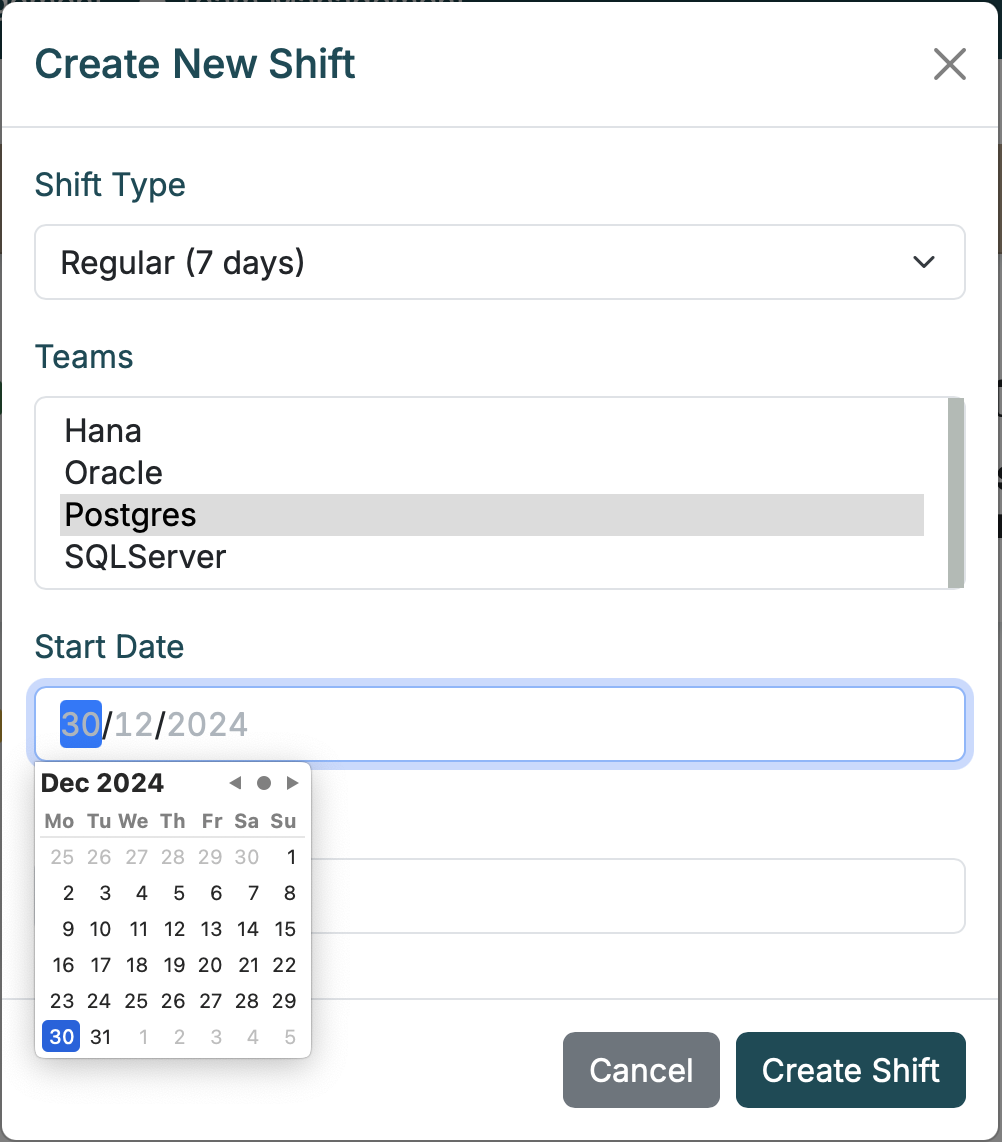 Create New Shift
Shift Type
Regular (7 days)
Teams
Hana
Oracle
Postgres
SQLServer
Start Date
30/12/2024
Dec 2024
Mo Tu We Th Fr Sa Su
25 26 27 28 29 30 1
2 3 4 5 6 7 8
9 10 11 12 13 14 15
16 17 18 19 20 21 22
23 24 25 26 27 28 29
30 31 1 2 3 4 5
Cancel Create Shift